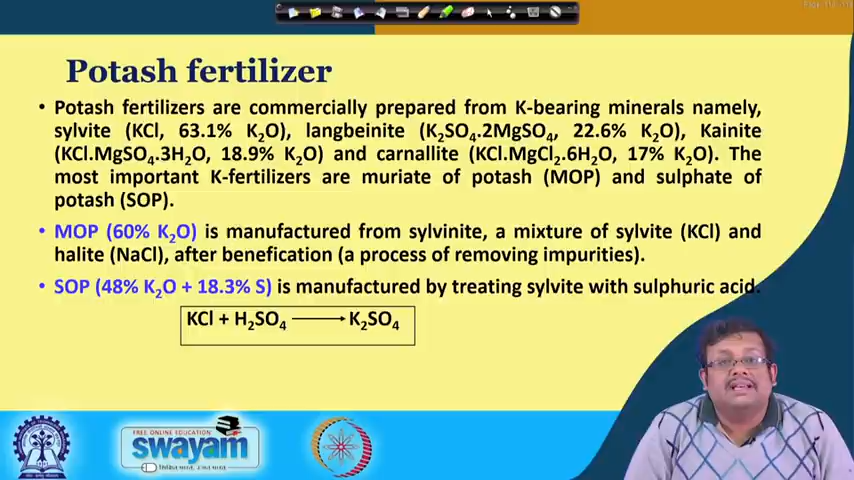 Potash fertilizer
• Potash fertilizers are commercially prepared from K-bearing minerals namely,
sylvite (KCl, 63.1% K₂O), langbeinite (K₂SO₄.2MgSO₄, 22.6% K₂O), Kainite
(KCl.MgSO₄.3H₂O, 18.9% K₂O) and carnallite (KCl.MgCl₂.6H₂O, 17% K₂O). The
most important K-fertilizers are muriate of potash (MOP) and sulphate of
potash (SOP).
• MOP (60% K₂O) is manufactured from sylvinite, a mixture of sylvite (KCl) and
halite (NaCl), after benefication (a process of removing impurities).
• SOP (48% K₂O + 18.3% S) is manufactured by treating sylvite with sulphuric acid.
KCl + H₂SO₄ ⟶ K₂SO₄
FREE ONLINE EDUCATION
swayam